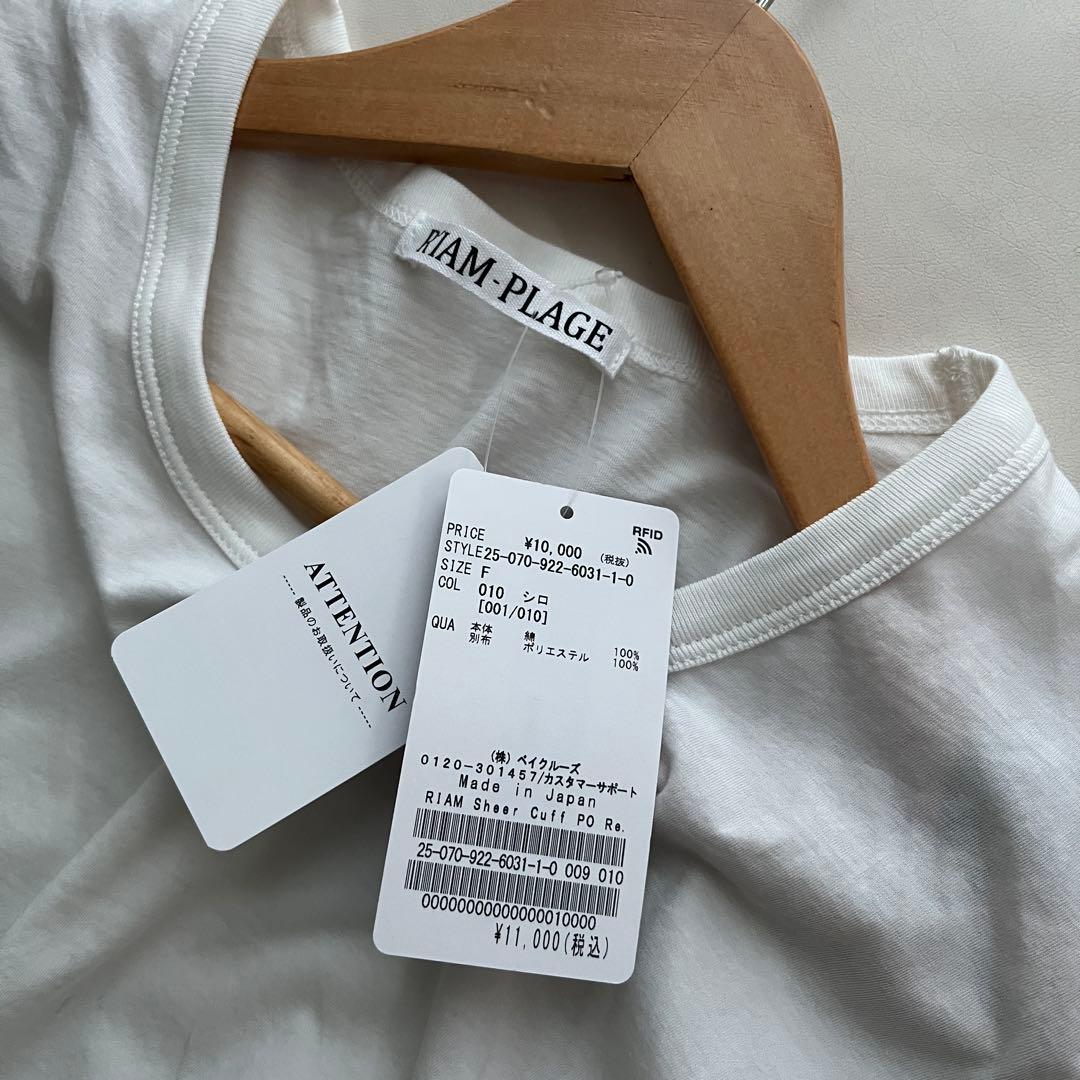 R'IAM-PLAGE
ATTENTION
----- 製品のお取扱いについて -----
RFID
PRICE ¥10,000 (税抜)
STYLE25-070-922-6031-1-0
SIZE F
COL 010 シロ
[001/010]
QUA 本体 綿 100%
別布 ポリエステル 100%
(株) ベイクルーズ
0120-301457/カスタマーサポート
Made in Japan
RIAM Sheer Cuff PO Re.
25-070-922-6031-1-0 009 010
00000000000000010000
¥11,000(税込)